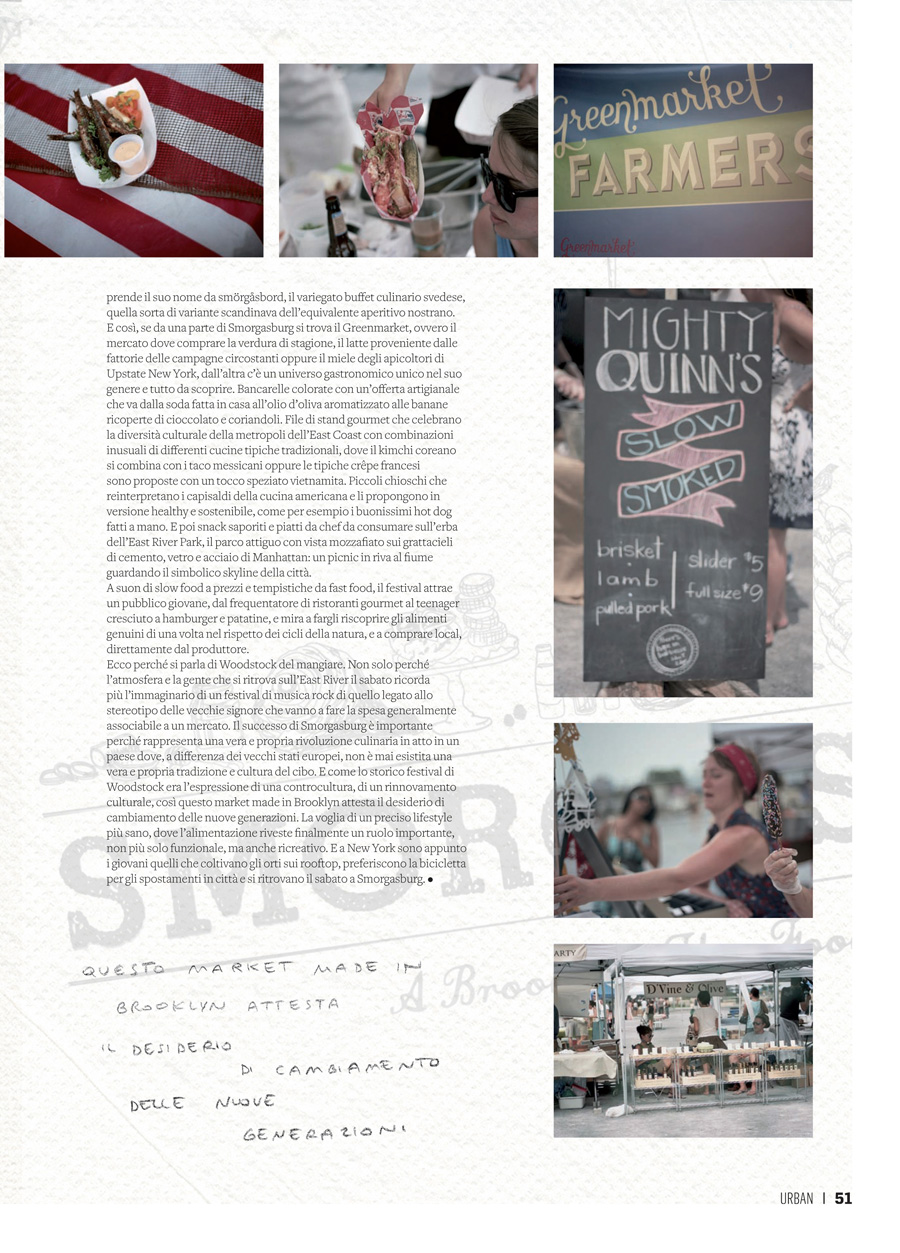 Greenmarket
FARMERS
Greenmarket
prende il suo nome da smörgåsbord, il variegato buffet culinario svedese,
quella sorta di variante scandinava dell'equivalente aperitivo nostrano.
E così, se da una parte di Smorgasburg si trova il Greenmarket, ovvero il
mercato dove comprare la verdura di stagione, il latte proveniente dalle
fattorie delle campagne circostanti oppure il miele degli apicoltori di
Upstate New York, dall'altra c'è un universo gastronomico unico nel suo
genere e tutto da scoprire. Bancarelle colorate con un'offerta artigianale
che va dalla soda fatta in casa all'olio d'oliva aromatizzato alle banane
ricoperte di cioccolato e coriandoli. File di stand gourmet che celebrano
la diversità culturale della metropoli dell'East Coast con combinazioni
inusuali di differenti cucine tipiche tradizionali, dove il kimchi coreano
si combina con i taco messicani oppure le tipiche crêpe francesi
sono proposte con un tocco speziato vietnamita. Piccoli chioschi che
reinterpretano i capisaldi della cucina americana e li propongono in
versione healthy e sostenibile, come per esempio i buonissimi hot dog
fatti a mano. E poi snack saporiti e piatti da chef da consumare sull'erba
dell'East River Park, il parco attiguo con vista mozzafiato sui grattacieli
di cemento, vetro e acciaio di Manhattan: un picnic in riva al fiume
guardando il simbolico skyline della città.
A suon di slow food a prezzi e tempistiche da fast food, il festival attrae
un pubblico giovane, dal frequentatore di ristoranti gourmet al teenager
cresciuto a hamburger e patatine, e mira a fargli riscoprire gli alimenti
genuini di una volta nel rispetto dei cicli della natura, e a comprare local,
direttamente dal produttore.
Ecco perché si parla di Woodstock del mangiare. Non solo perché
l'atmosfera e la gente che si ritrova sull'East River il sabato ricorda
più l'immaginario di un festival di musica rock di quello legato allo
stereotipo delle vecchie signore che vanno a fare la spesa generalmente
associabile a un mercato. Il successo di Smorgasburg è importante
perché rappresenta una vera e propria rivoluzione culinaria in atto in un
paese dove, a differenza dei vecchi stati europei, non è mai esistita una
vera e propria tradizione e cultura del cibo. E come lo storico festival di
Woodstock era l'espressione di una controcultura, di un rinnovamento
culturale, così questo market made in Brooklyn attesta il desiderio di
cambiamento delle nuove generazioni. La voglia di un preciso lifestyle
più sano, dove l'alimentazione riveste finalmente un ruolo importante,
non più solo funzionale, ma anche ricreativo. E a New York sono appunto
i giovani quelli che coltivano gli orti sui rooftop, preferiscono la bicicletta
per gli spostamenti in città e si ritrovano il sabato a Smorgasburg. ●
MIGHTY
QUINN'S
SLOW
SMOKED
brisket
lamb
pulled pork
slider $5
full size $9
SMORG
A Broo
Foo
QUESTO MARKET MADE IN
BROOKLYN ATTESTA
IL DESIDERIO
DI CAMBIAMENTO
DELLE NUOVE
GENERAZIONI
ARTY
D'Vine & Olive
URBAN | 51